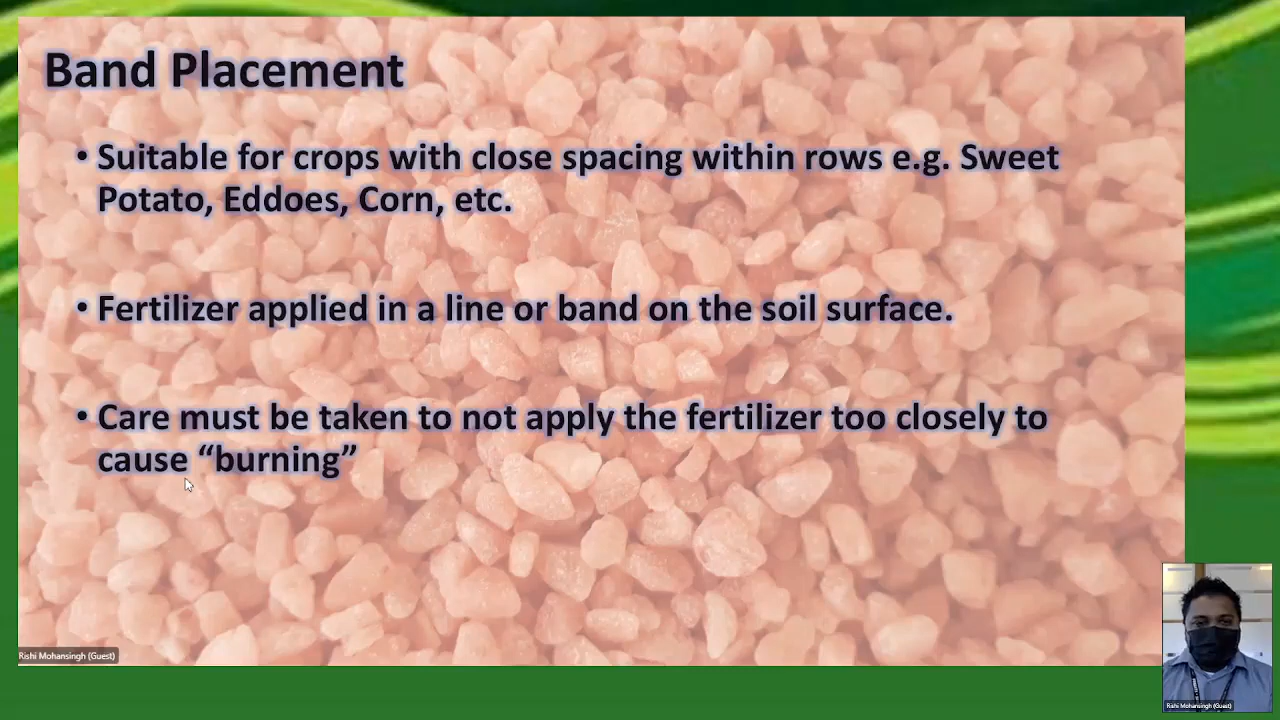 Band Placement
• Suitable for crops with close spacing within rows e.g. Sweet
Potato, Eddoes, Corn, etc.
• Fertilizer applied in a line or band on the soil surface.
• Care must be taken to not apply the fertilizer too closely to
cause “burning”
Rishi Mohansingh (Guest)
Rishi Mohansingh (Guest)